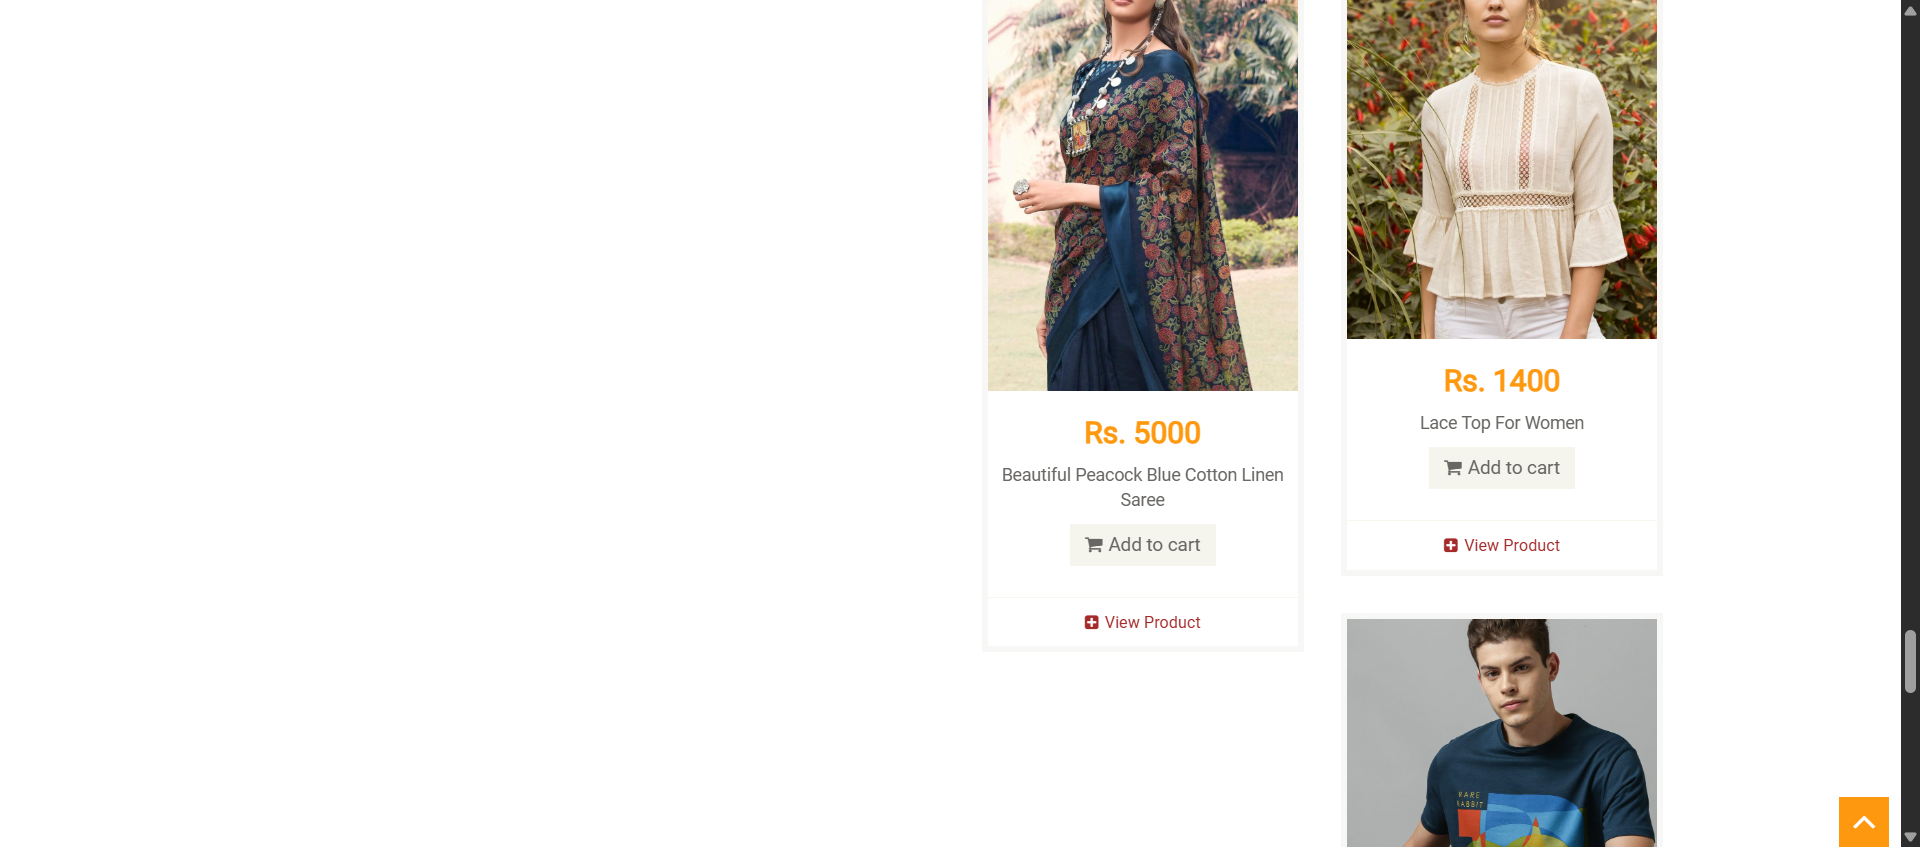 Rs. 5000
Beautiful Peacock Blue Cotton Linen
Saree
Add to cart
View Product
Rs. 1400
Lace Top For Women
Add to cart
View Product
RARE
RABBIT